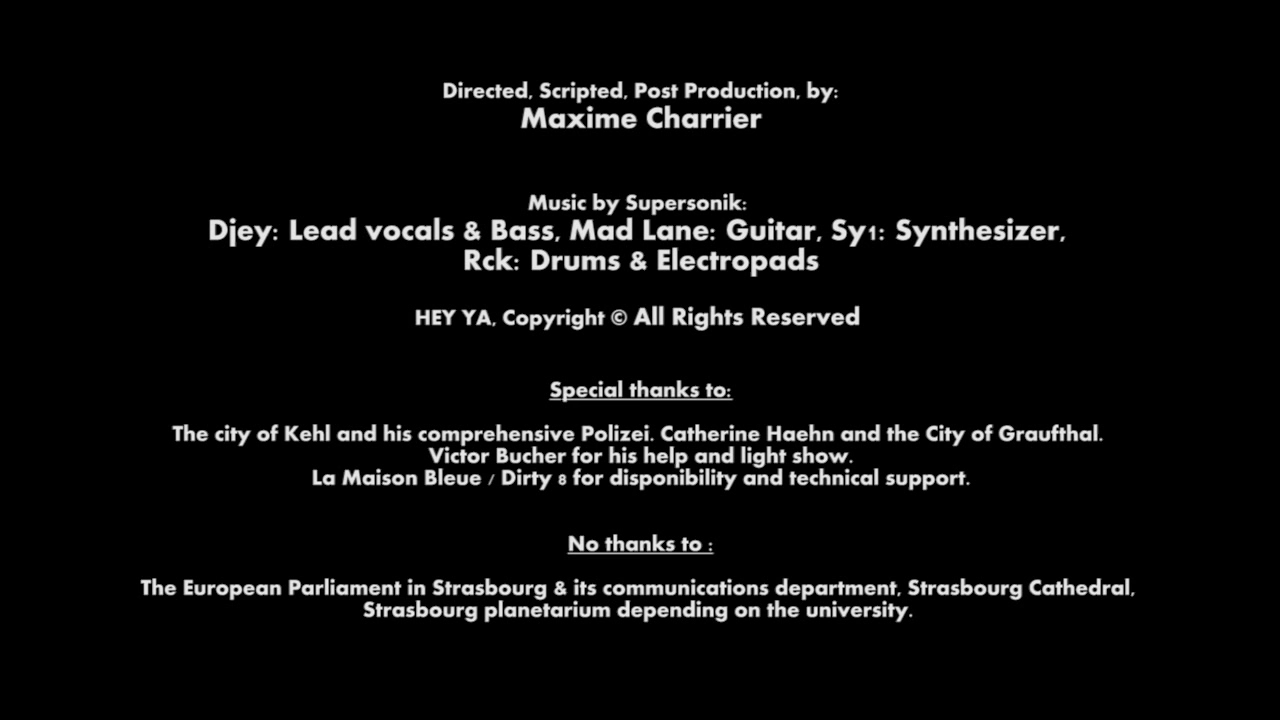 Directed, Scripted, Post Production, by:
Maxime Charrier
Music by Supersonik:
Djey: Lead vocals & Bass, Mad Lane: Guitar, Sy1: Synthesizer,
Rck: Drums & Electropads
HEY YA, Copyright © All Rights Reserved
Special thanks to:
The city of Kehl and his comprehensive Polizei. Catherine Haehn and the City of Graufthal.
Victor Bucher for his help and light show.
La Maison Bleue / Dirty 8 for disponibility and technical support.
No thanks to :
The European Parliament in Strasbourg & its communications department, Strasbourg Cathedral,
Strasbourg planetarium depending on the university.